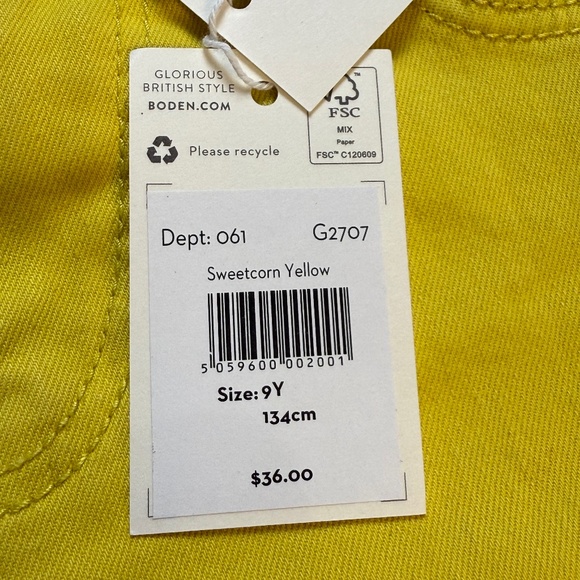 GLORIOUS
BRITISH STYLE
BODEN.COM
Please recycle
™
FSC
MIX
Paper
FSC™ C120609
Dept: 061 G2707
Sweetcorn Yellow
5 059600 002001
Size: 9Y
134cm
$36.00